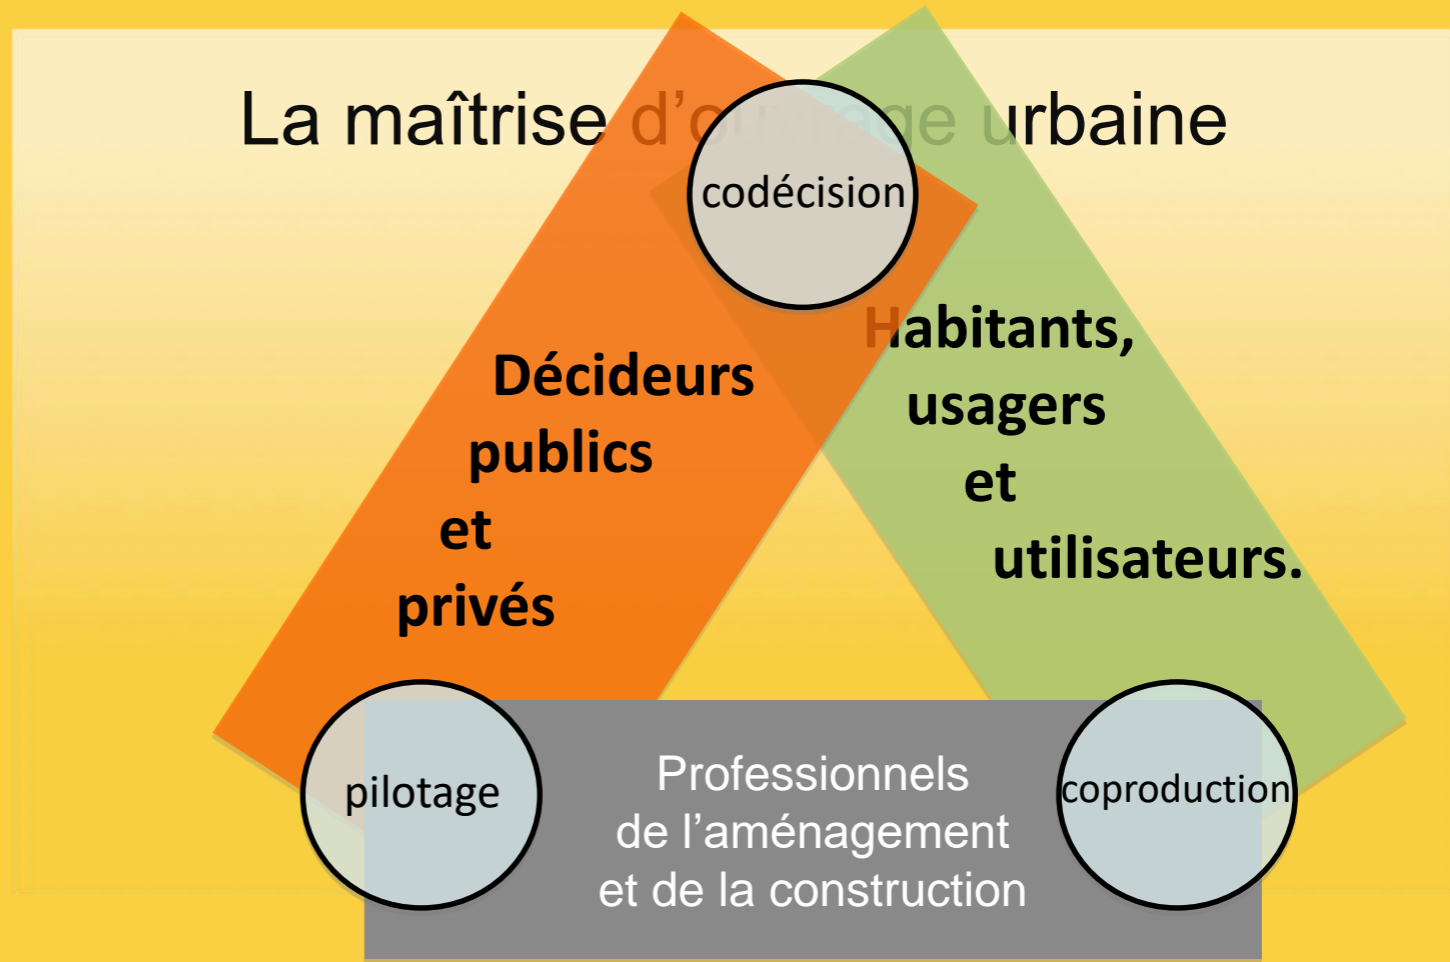 La maîtrise d’ouvrage urbaine
codécision
Décideurs
publics
et
privés
Habitants,
usagers
et
utilisateurs.
pilotage
Professionnels
de l’aménagement
et de la construction
coproduction